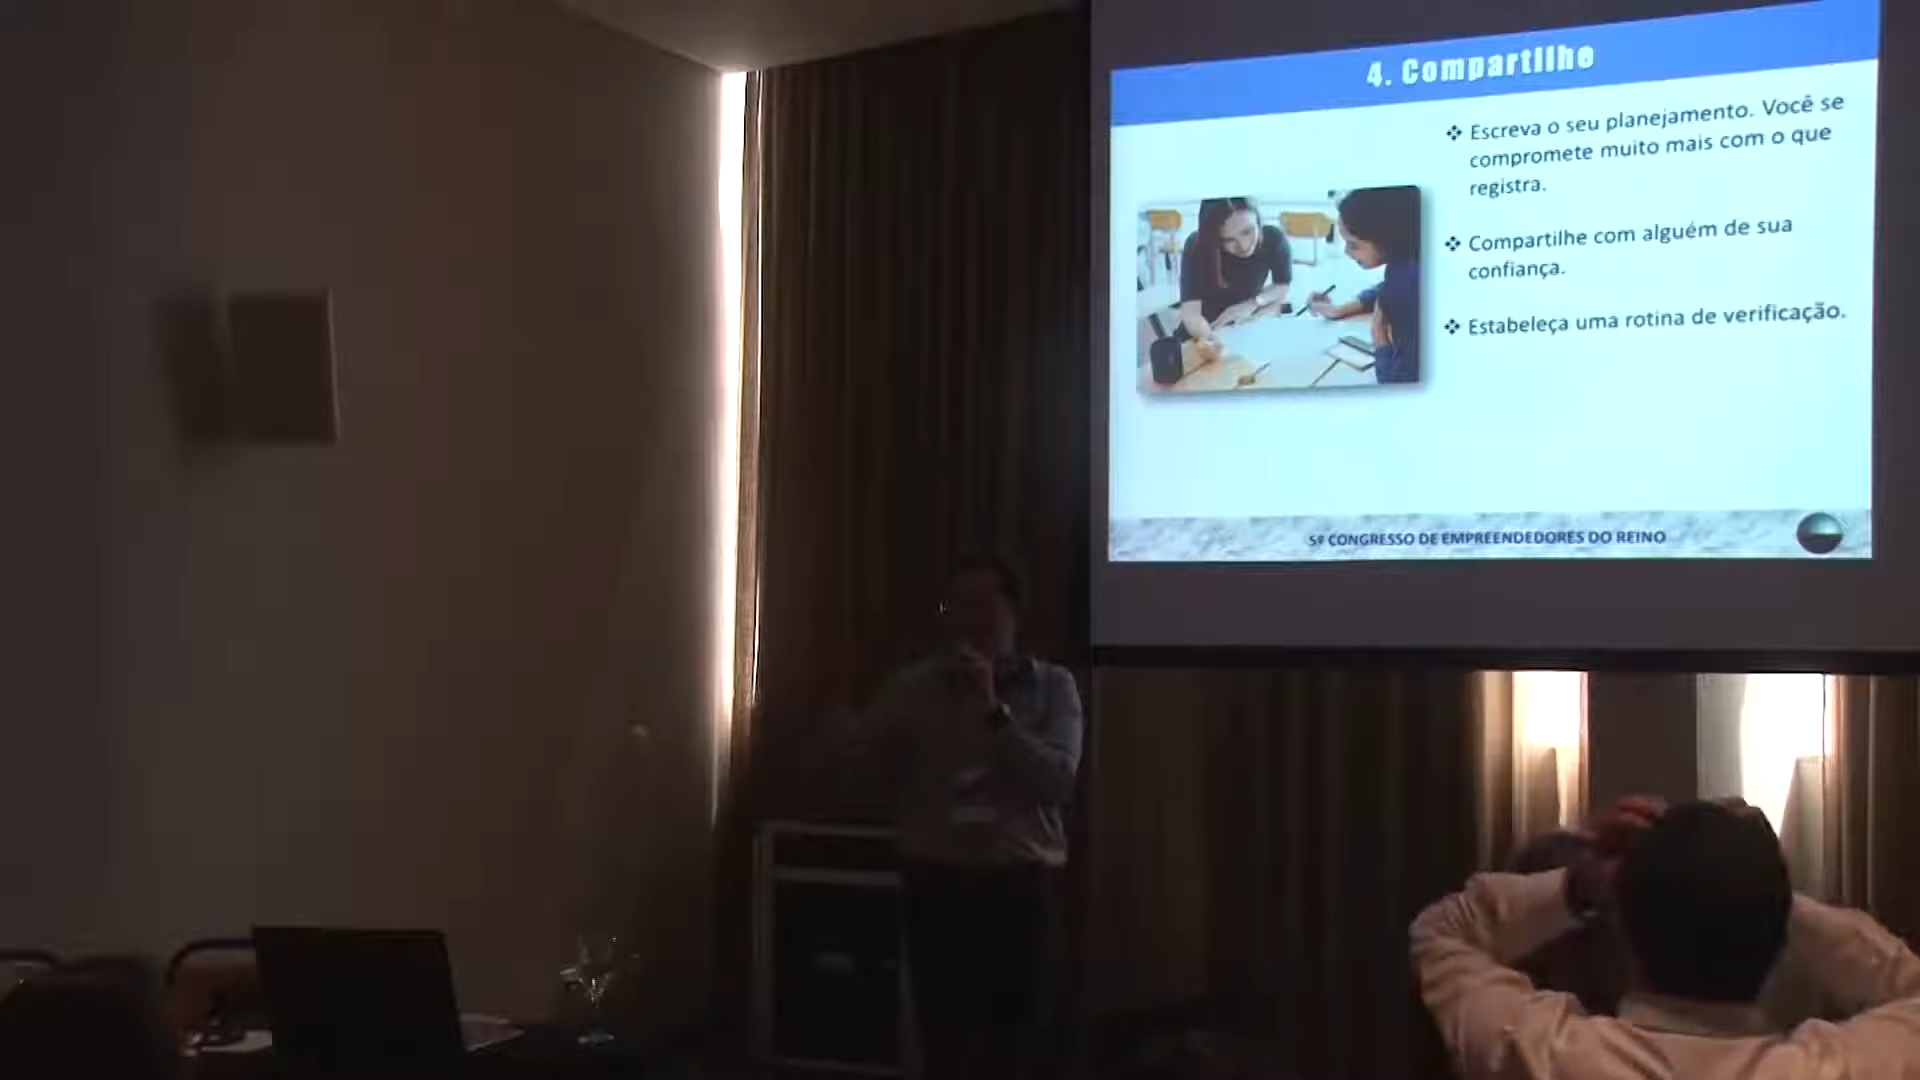 4. Compartilhe
❖ Escreva o seu planejamento. Você se
compromete muito mais com o que
registra.
❖ Compartilhe com alguém de sua
confiança.
❖ Estabeleça uma rotina de verificação.
5º CONGRESSO DE EMPREENDEDORES DO REINO